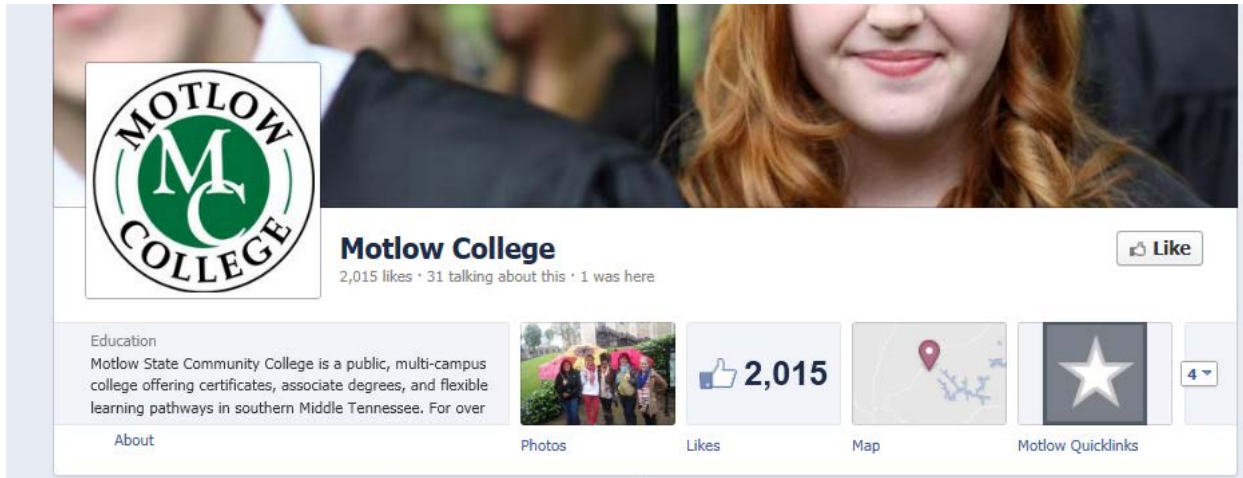 MOTLOW
MC
COLLEGE
Motlow College
2,015 likes · 31 talking about this · 1 was here
Like
Education
Motlow State Community College is a public, multi-campus
college offering certificates, associate degrees, and flexible
learning pathways in southern Middle Tennessee. For over
About
Photos
2,015
Likes
Map
Motlow Quicklinks
4